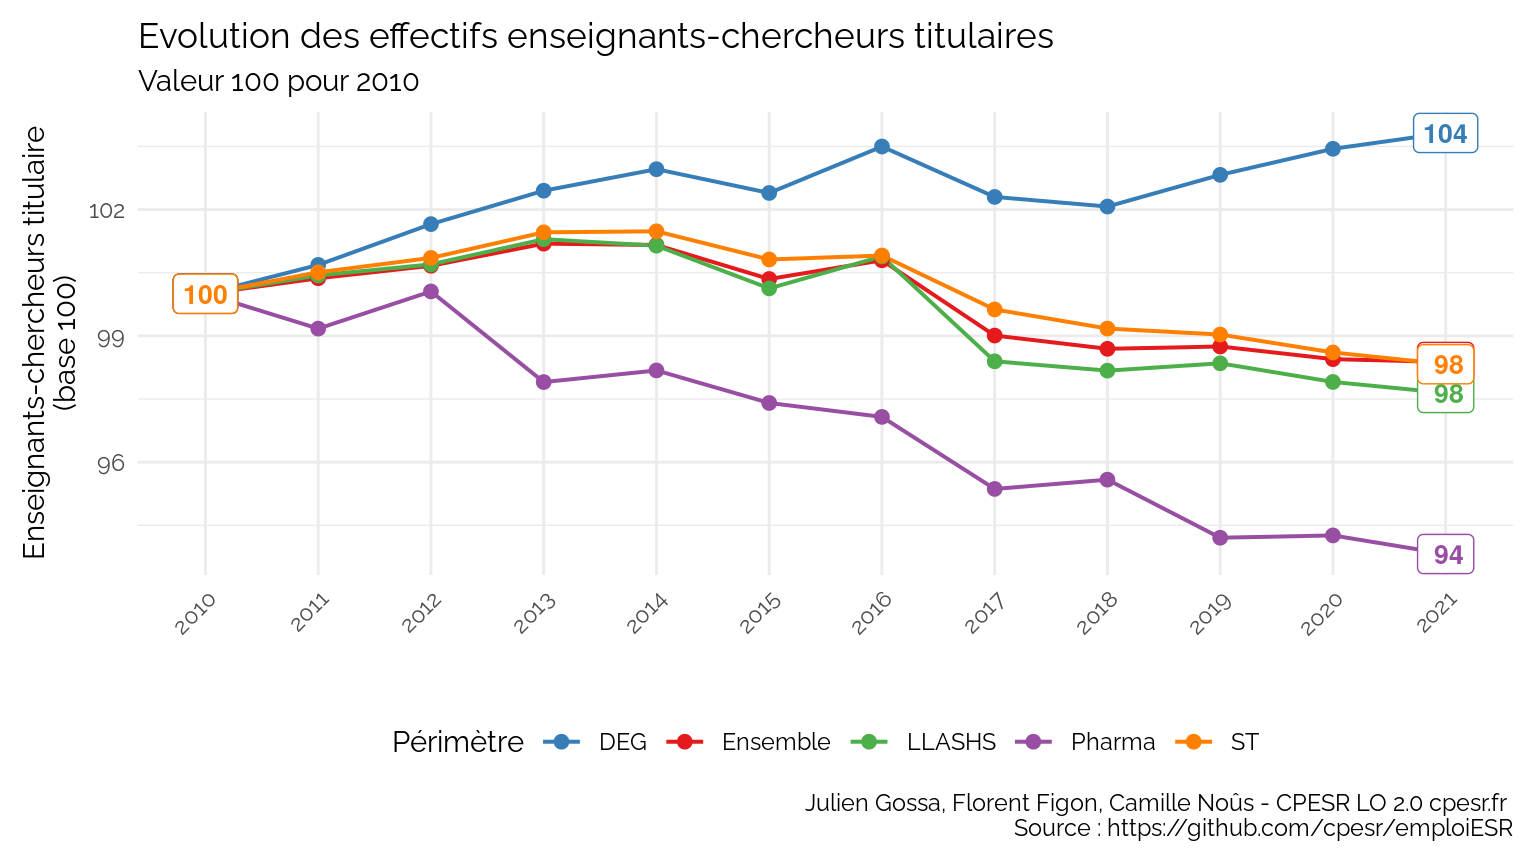 Evolution des effectifs enseignants-chercheurs titulaires
Valeur 100 pour 2010
Enseignants-chercheurs titulaire
(base 100)
102
99
96
100
104
98
98
94
2010 2011 2012 2013 2014 2015 2016 2017 2018 2019 2020 2021
Périmètre DEG Ensemble LLASHS Pharma ST
Julien Gossa, Florent Figon, Camille Noûs - CPESR LO 2.0 cpesr.fr
Source : https://github.com/cpesr/emploiESR